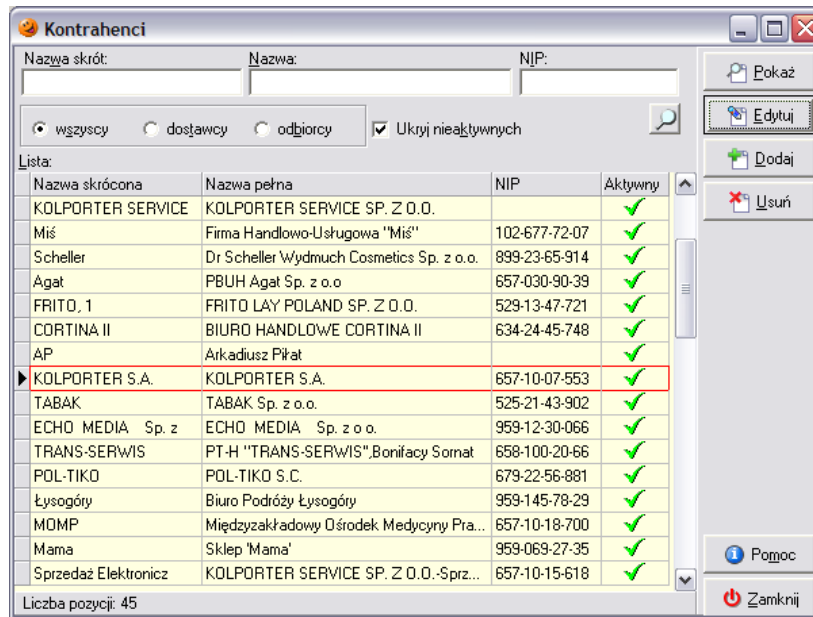 Kontrahenci
Nazwa skrót: Nazwa: NIP:
Pokaż
wszyscy dostawcy odbiorcy Ukryj nieaktywnych
Edytuj
Lista:
Dodaj
Nazwa skrócona Nazwa pełna NIP Aktywny
Usuń
KOLPORTER SERVICE KOLPORTER SERVICE SP. Z O.O.
Miś Firma Handlowo-Usługowa "Miś" 102-677-72-07
Scheller Dr Scheller Wydmuch Cosmetics Sp. z o.o. 899-23-65-914
Agat PBUH Agat Sp. z o.o 657-030-90-39
FRITO, 1 FRITO LAY POLAND SP. Z O.O. 529-13-47-721
CORTINA II BIURO HANDLOWE CORTINA II 634-24-45-748
AP Arkadiusz Piłat
KOLPORTER S.A. KOLPORTER S.A. 657-10-07-553
TABAK TABAK Sp. z o.o. 525-21-43-902
ECHO MEDIA Sp. z ECHO MEDIA Sp. z o o. 959-12-30-066
TRANS-SERWIS PT-H "TRANS-SERWIS",Bonifacy Sornat 658-100-20-66
POL-TIKO POL-TIKO S.C. 679-22-56-881
Łysogóry Biuro Podróży Łysogóry 959-145-78-29
MOMP Międzyzakładowy Ośrodek Medycyny Pra... 657-10-18-700
Mama Sklep 'Mama' 959-069-27-35
Pomoc
Sprzedaż Elektronicz KOLPORTER SERVICE SP. Z O.O.-Sprz... 657-10-15-618
Liczba pozycji: 45
Zamknij